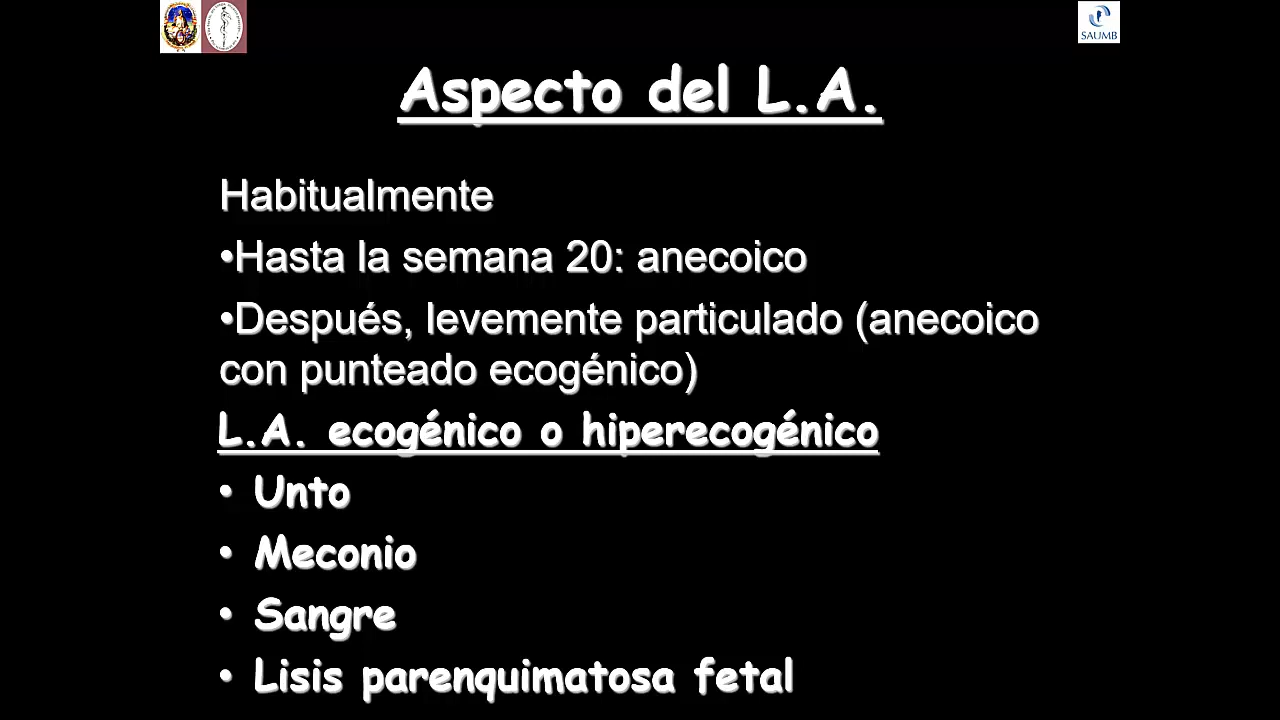 SAUMB
Aspecto del L.A.
Habitualmente
•Hasta la semana 20: anecoico
•Después, levemente particulado (anecoico
con punteado ecogénico)
L.A. ecogénico o hiperecogénico
• Unto
• Meconio
• Sangre
• Lisis parenquimatosa fetal